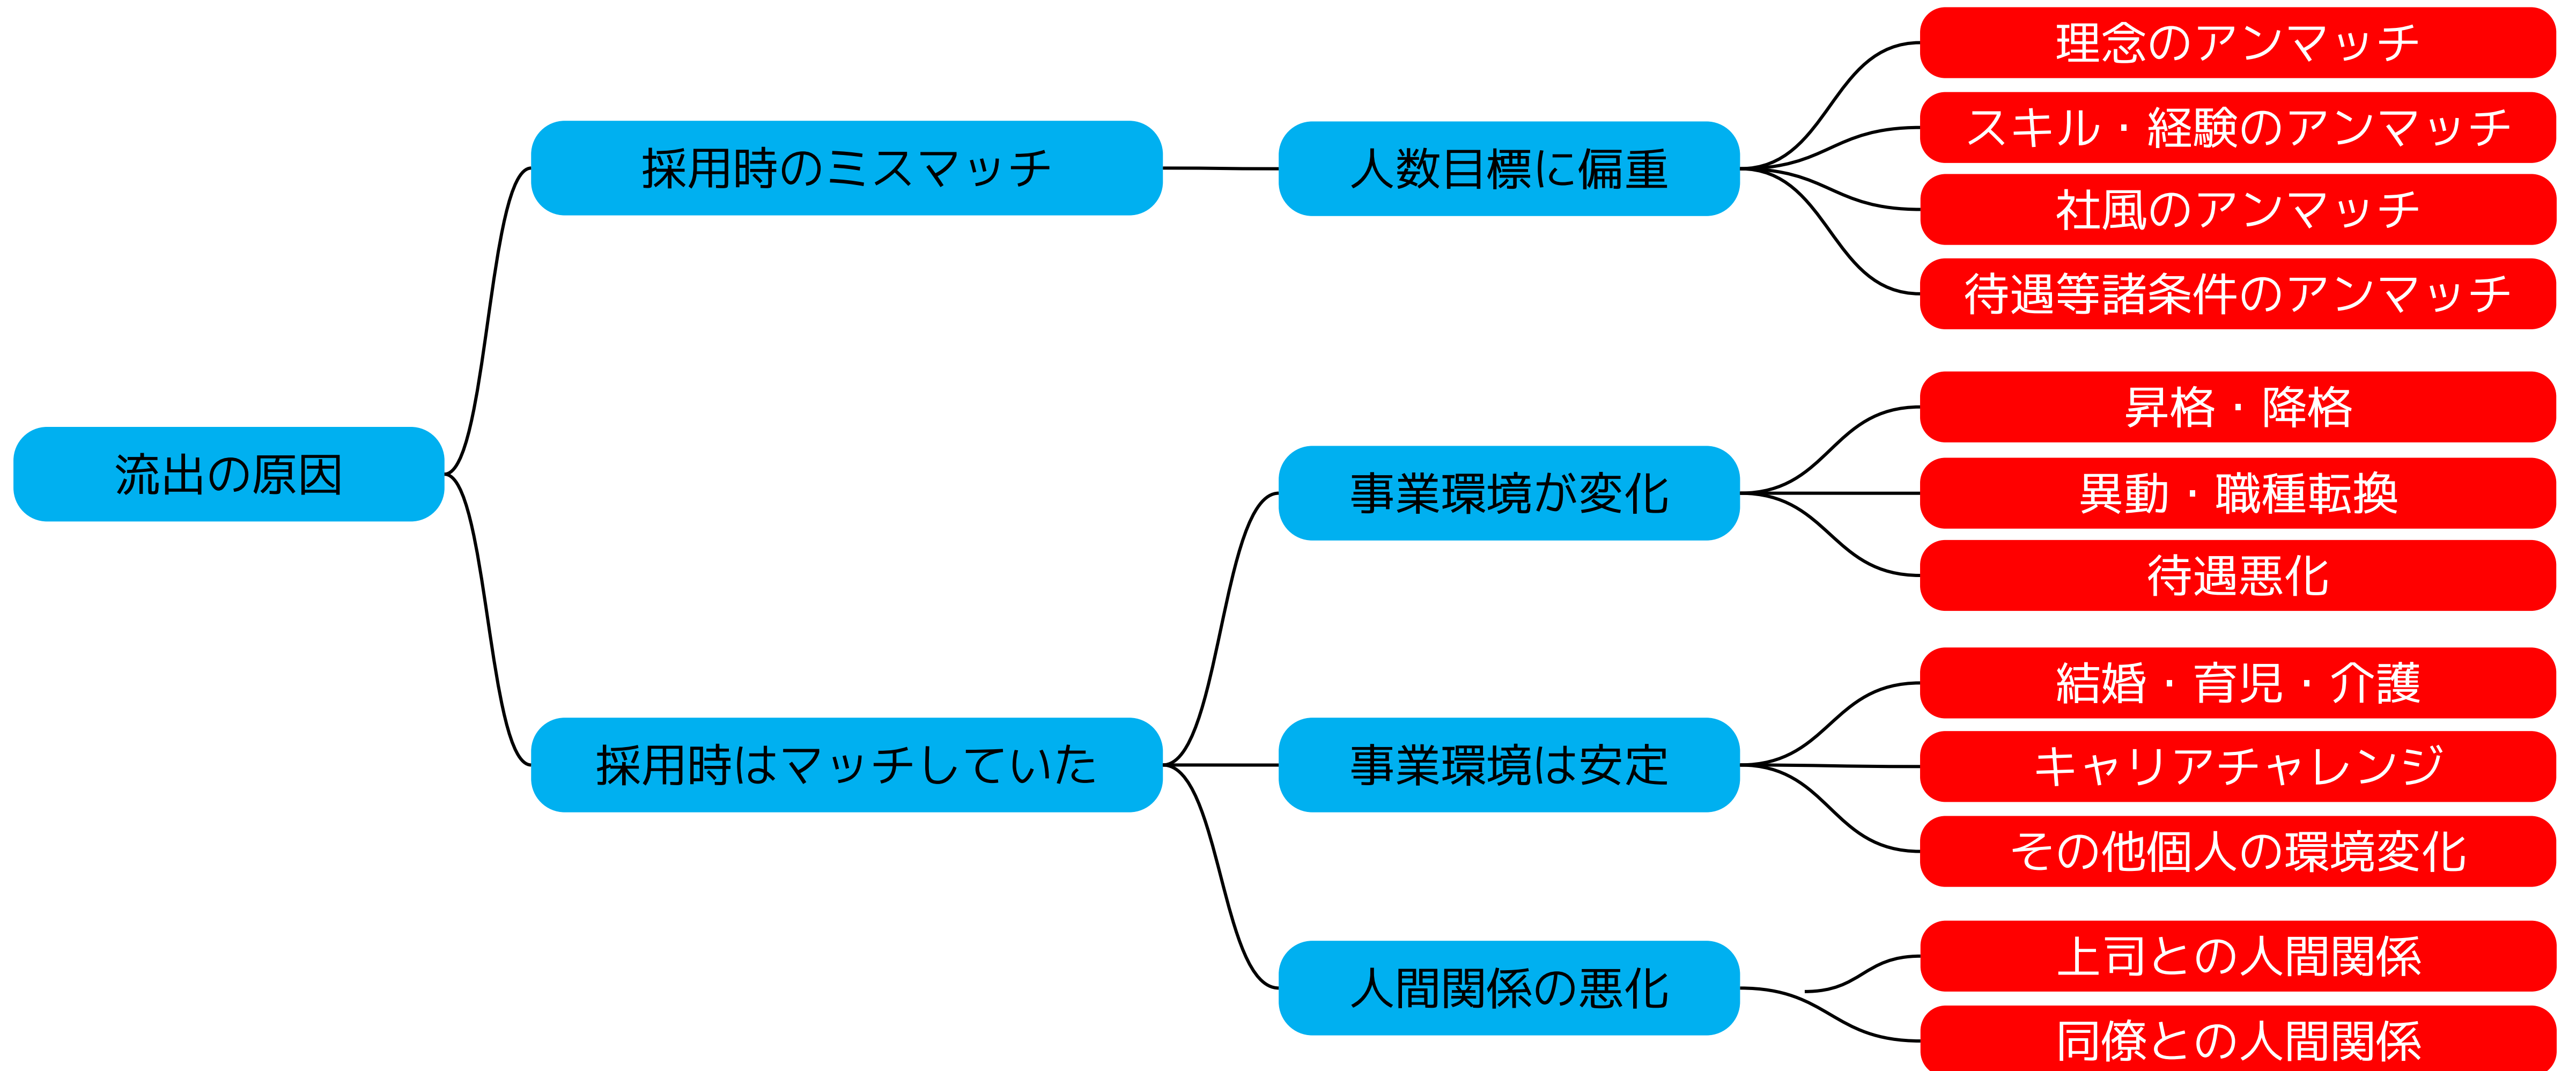 流出の原因
採用時のミスマッチ
人数目標に偏重
理念のアンマッチ
スキル・経験のアンマッチ
社風のアンマッチ
待遇等諸条件のアンマッチ
採用時はマッチしていた
事業環境が変化
昇格・降格
異動・職種転換
待遇悪化
事業環境は安定
結婚・育児・介護
キャリアチャレンジ
その他個人の環境変化
人間関係の悪化
上司との人間関係
同僚との人間関係